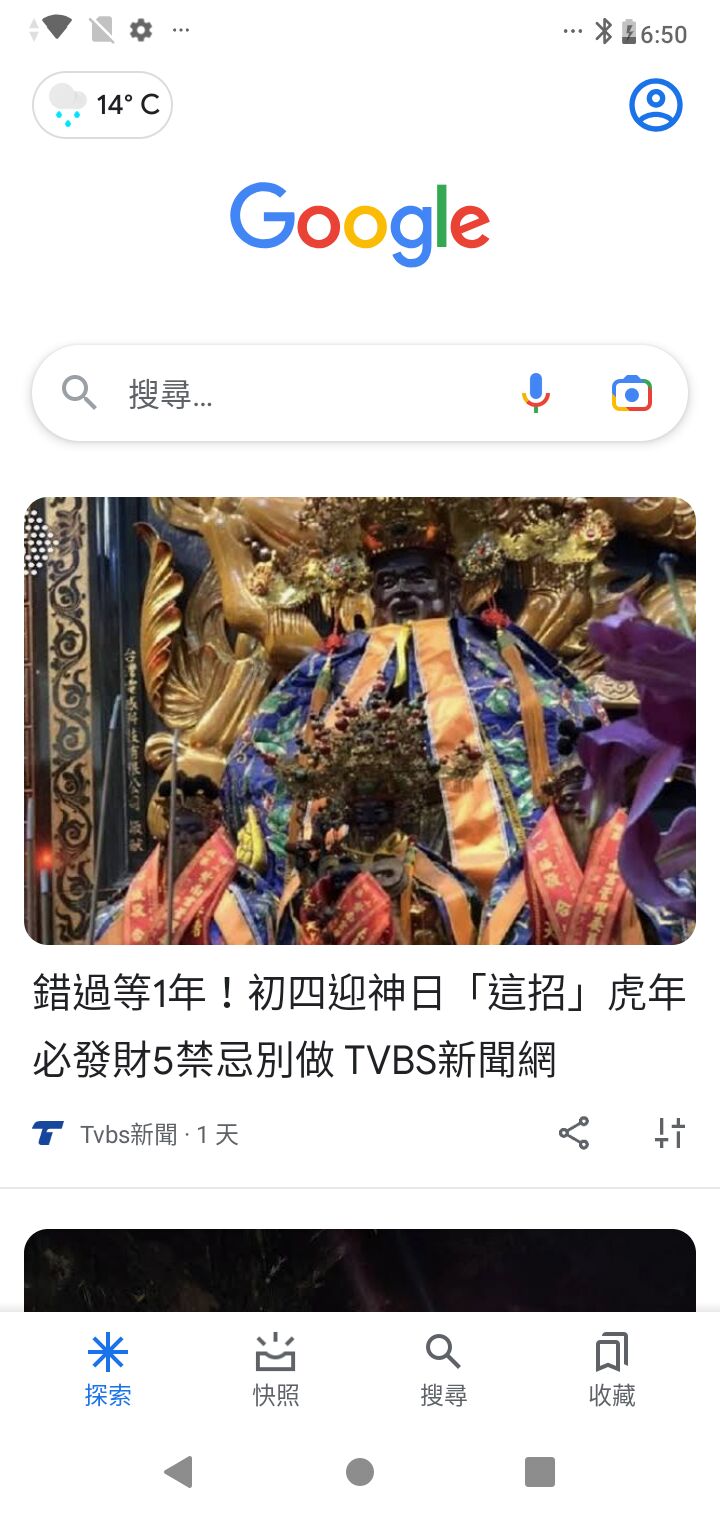 6:50
14° C
Google
搜尋...
錯過等1年！初四迎神日「這招」虎年
必發財5禁忌別做 TVBS新聞網
Tvbs新聞 · 1 天
探索
快照
搜尋
收藏